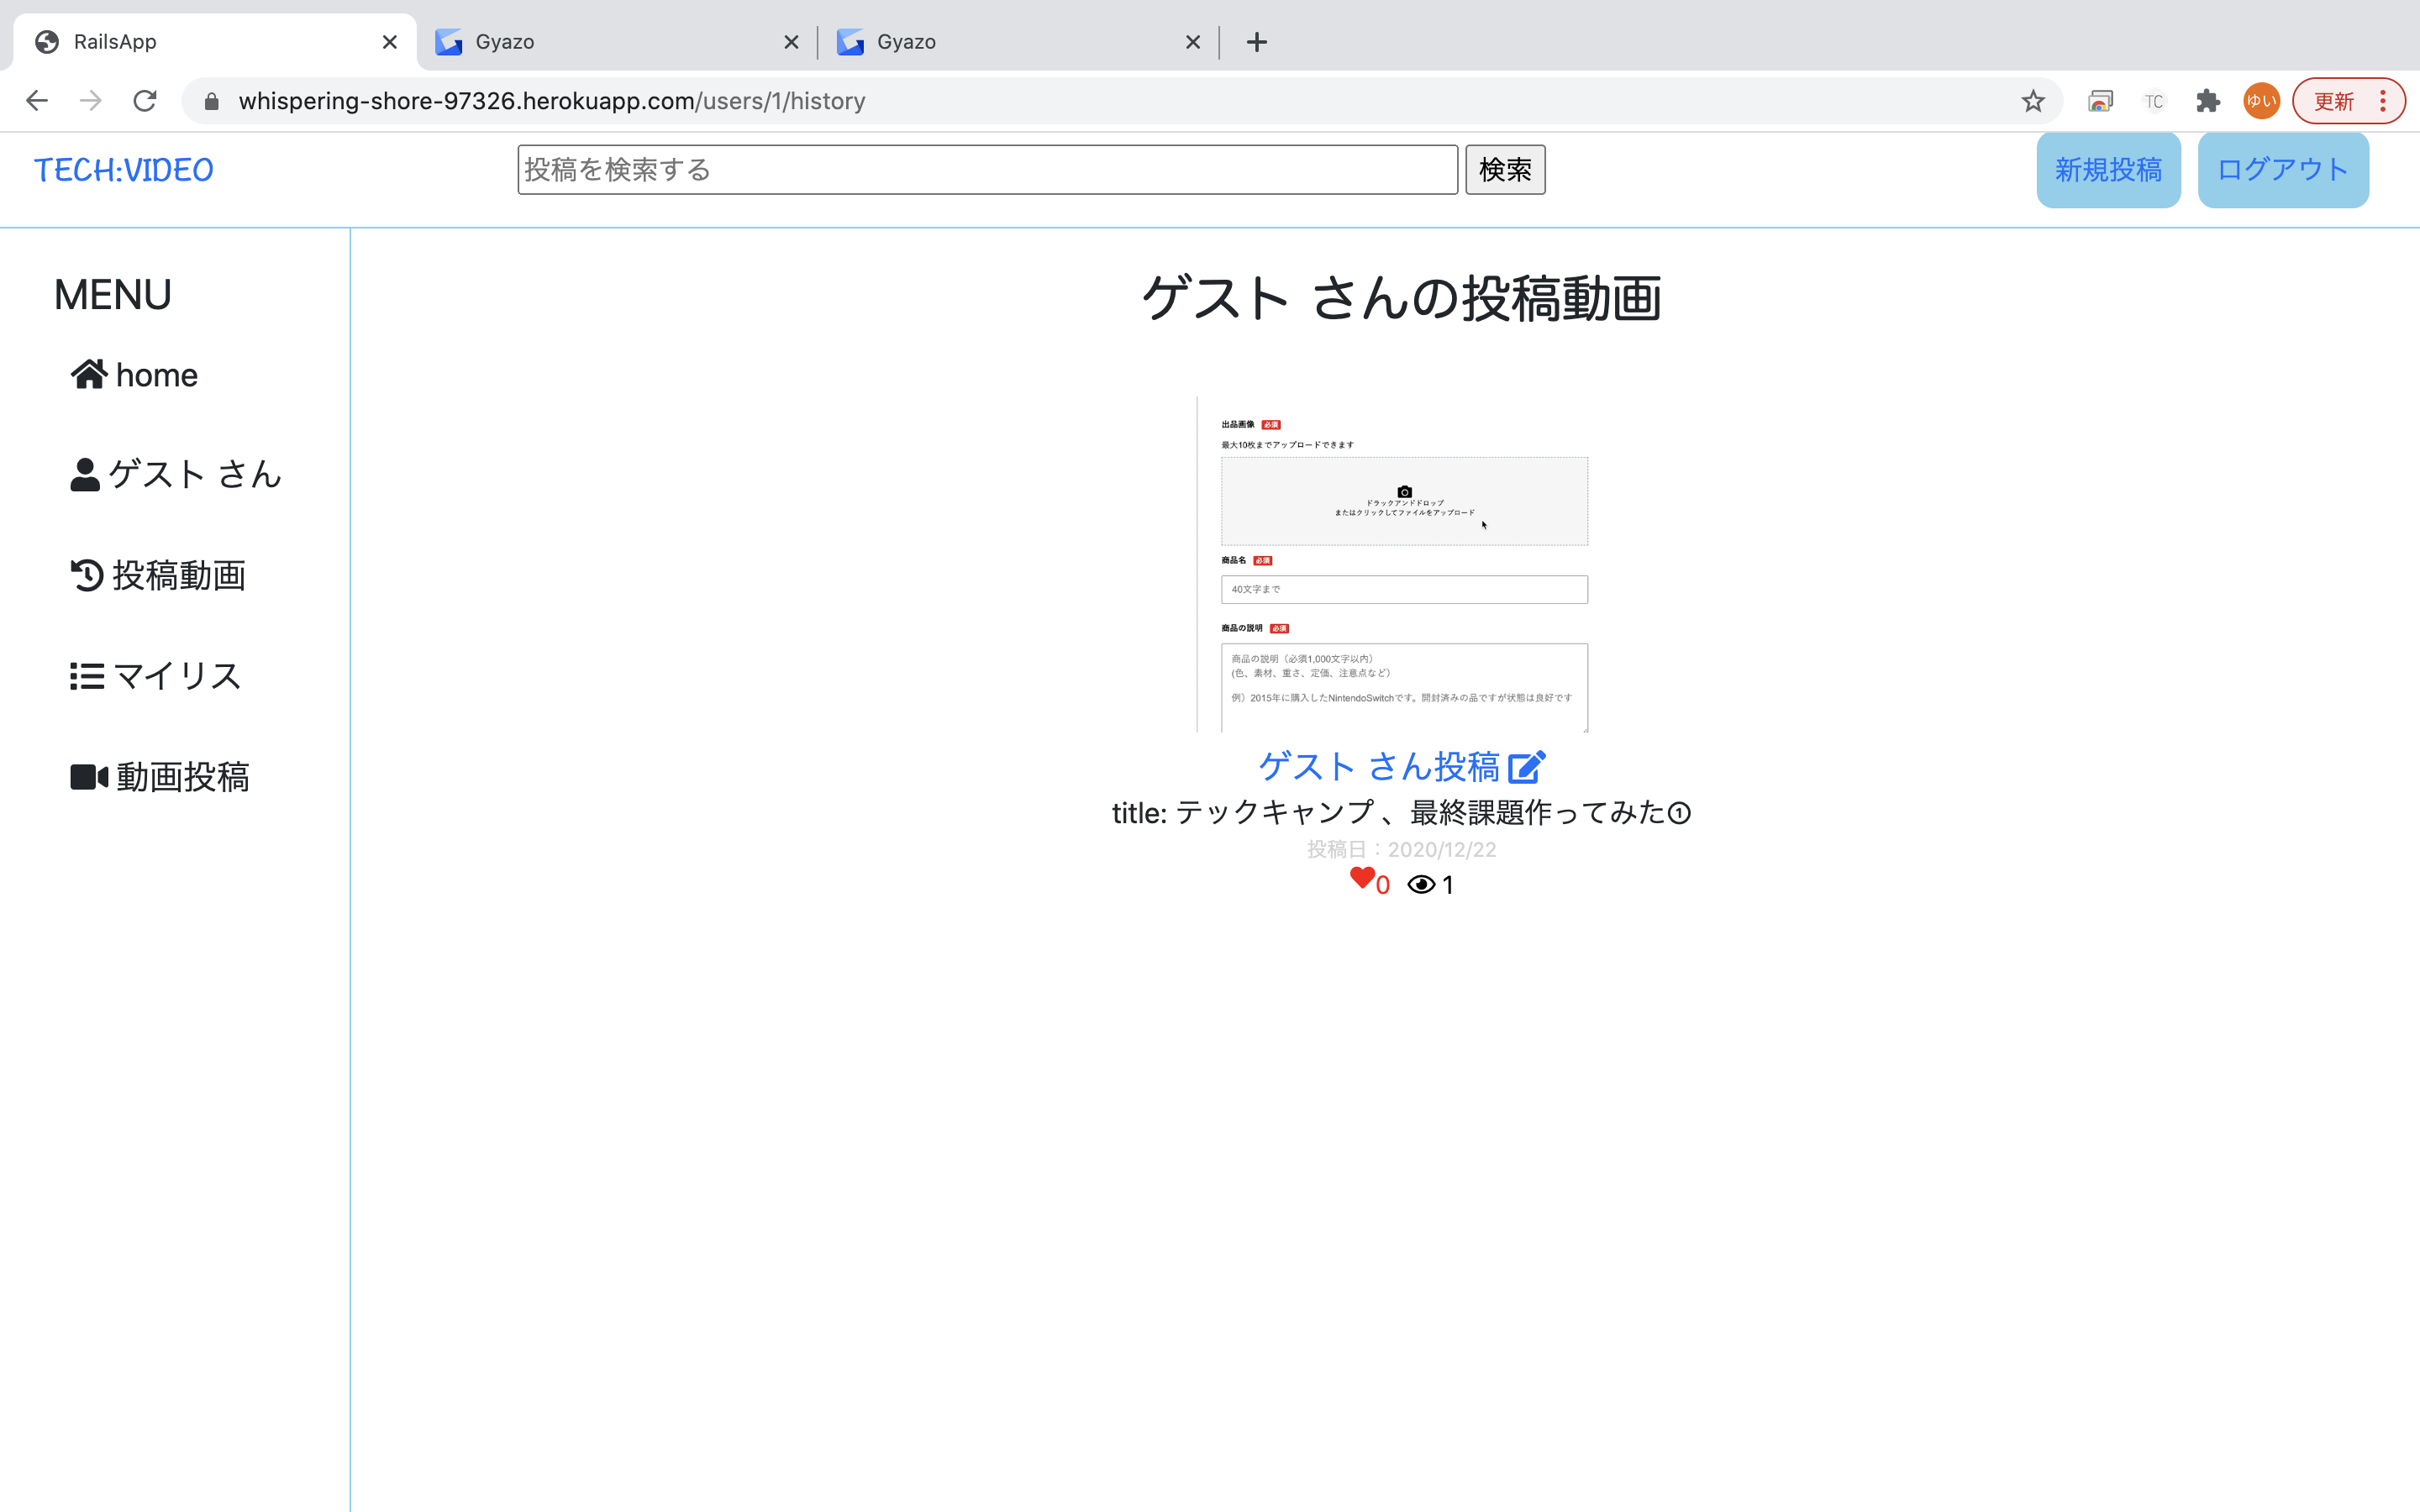 RailsApp
Gyazo
Gyazo
whispering-shore-97326.herokuapp.com/users/1/history
TC
ゆい
更新
TECH:VIDEO
投稿を検索する
検索
新規投稿
ログアウト
MENU
home
ゲスト さん
投稿動画
マイリス
動画投稿
ゲスト さんの投稿動画
出品画像 必須
最大10枚までアップロードできます
ドラックアンドドロップ
またはクリックしてファイルをアップロード
商品名 必須
40文字まで
商品の説明 必須
商品の説明（必須1,000文字以内）
(色、素材、重さ、定価、注意点など）
例）2015年に購入したNintendoSwitchです。開封済みの品ですが状態は良好です
ゲスト さん投稿
title: テックキャンプ 、最終課題作ってみた①
投稿日：2020/12/22
0 1